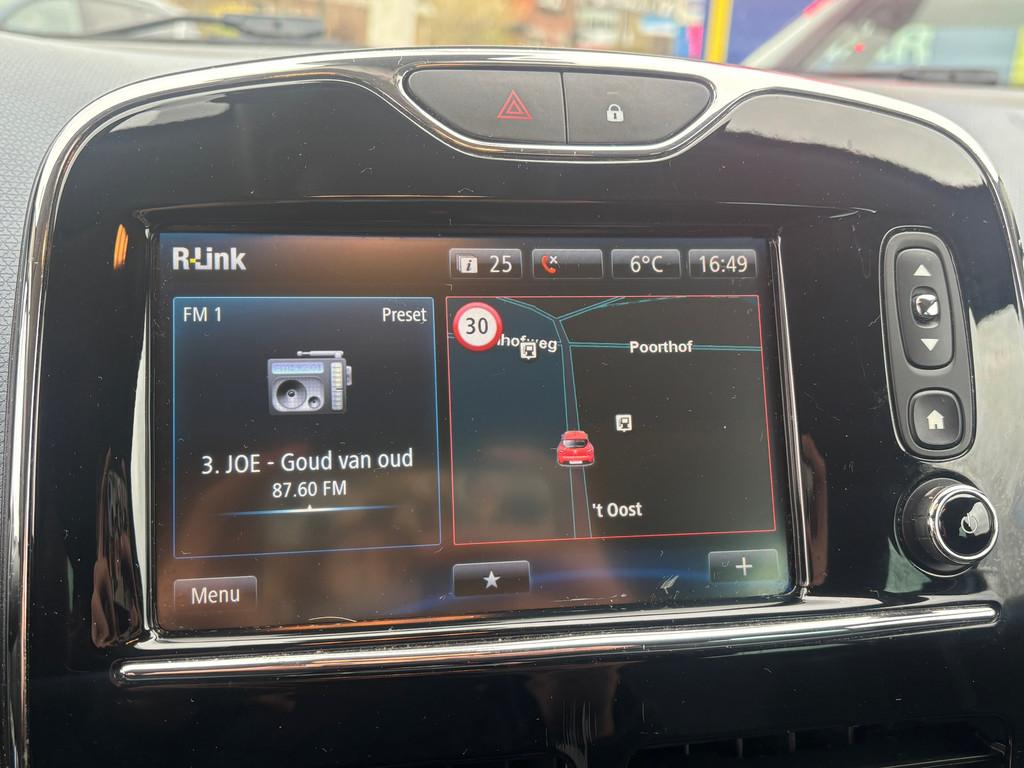 R-Link
25
6°C
16:49
FM 1
Preset
30
hofweg
Poorthof
3. JOE - Goud van oud
87.60 FM
't Oost
Menu
+